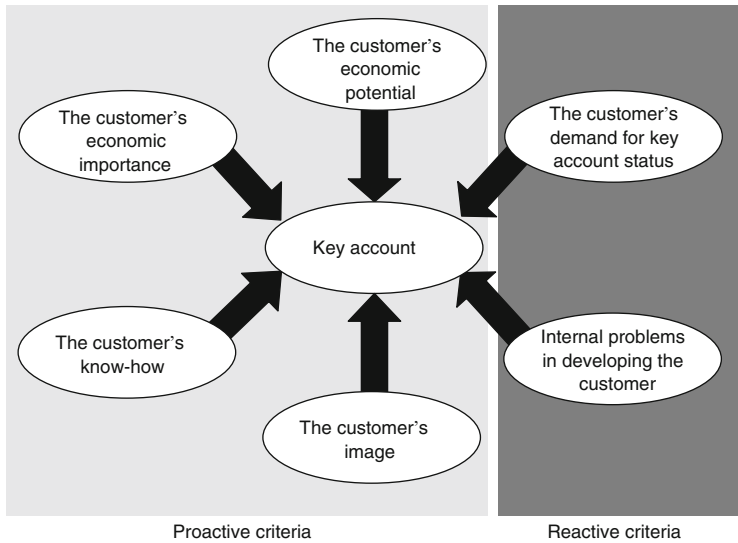 The customer's
economic
potential
The customer's
economic
importance
The customer's
demand for key
account status
Key account
The customer's
know-how
Internal problems
in developing the
customer
The customer's
image
Proactive criteria
Reactive criteria